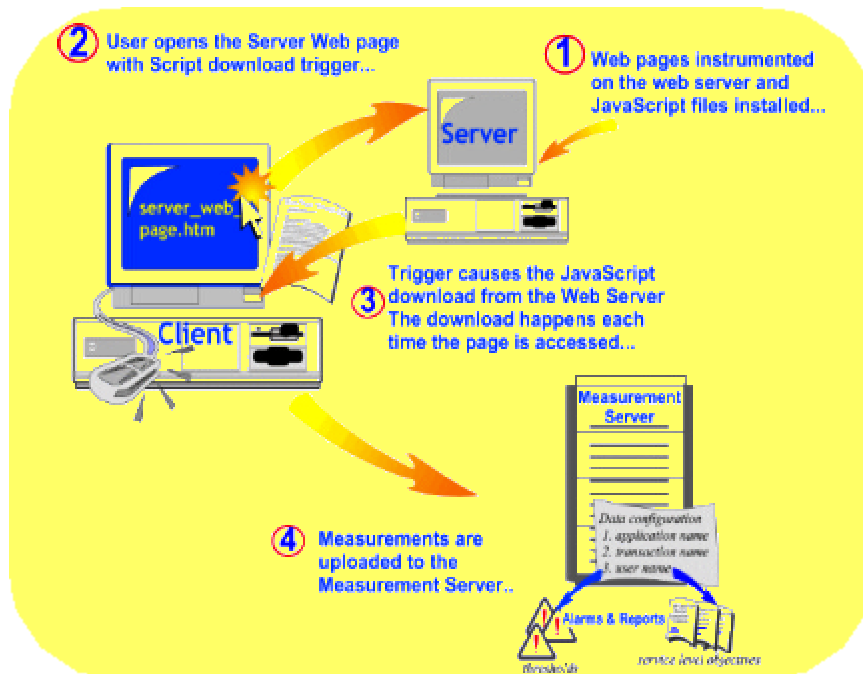 2 User opens the Server Web page
with Script download trigger...
1 Web pages instrumented
on the web server and
JavaScript files installed...
Server
server_web_
page.htm
3 Trigger causes the JavaScript
download from the Web Server
The download happens each
time the page is accessed...
Client
Measurement
Server
Data configuration
1. application name
2. transaction name
3. user name
4 Measurements are
uploaded to the
Measurement Server..
Alarms & Reports
thresholds
service level objectives